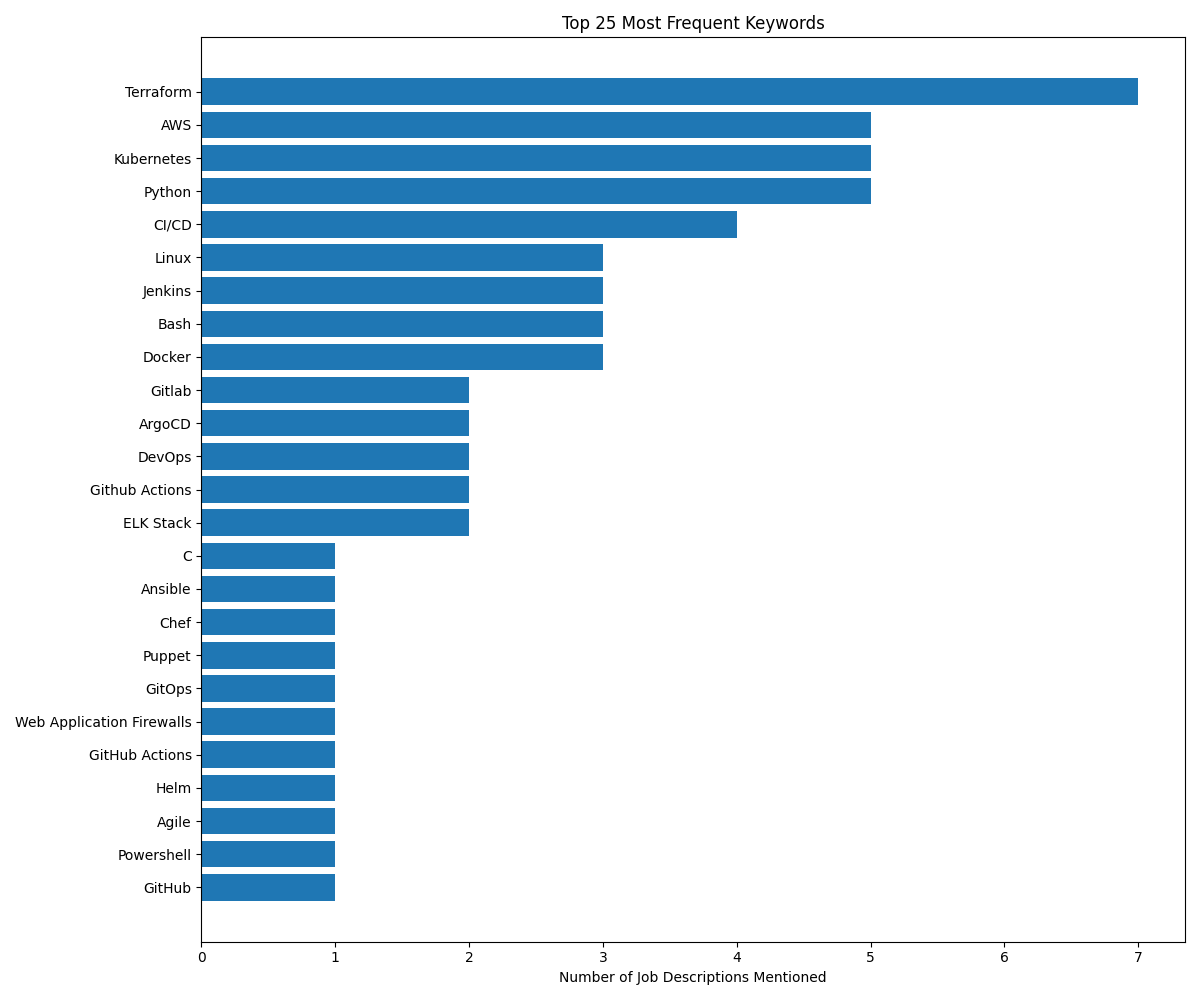 Top 25 Most Frequent Keywords
Terraform
AWS
Kubernetes
Python
CI/CD
Linux
Jenkins
Bash
Docker
Gitlab
ArgoCD
DevOps
Github Actions
ELK Stack
C
Ansible
Chef
Puppet
GitOps
Web Application Firewalls
GitHub Actions
Helm
Agile
Powershell
GitHub
0 1 2 3 4 5 6 7
Number of Job Descriptions Mentioned